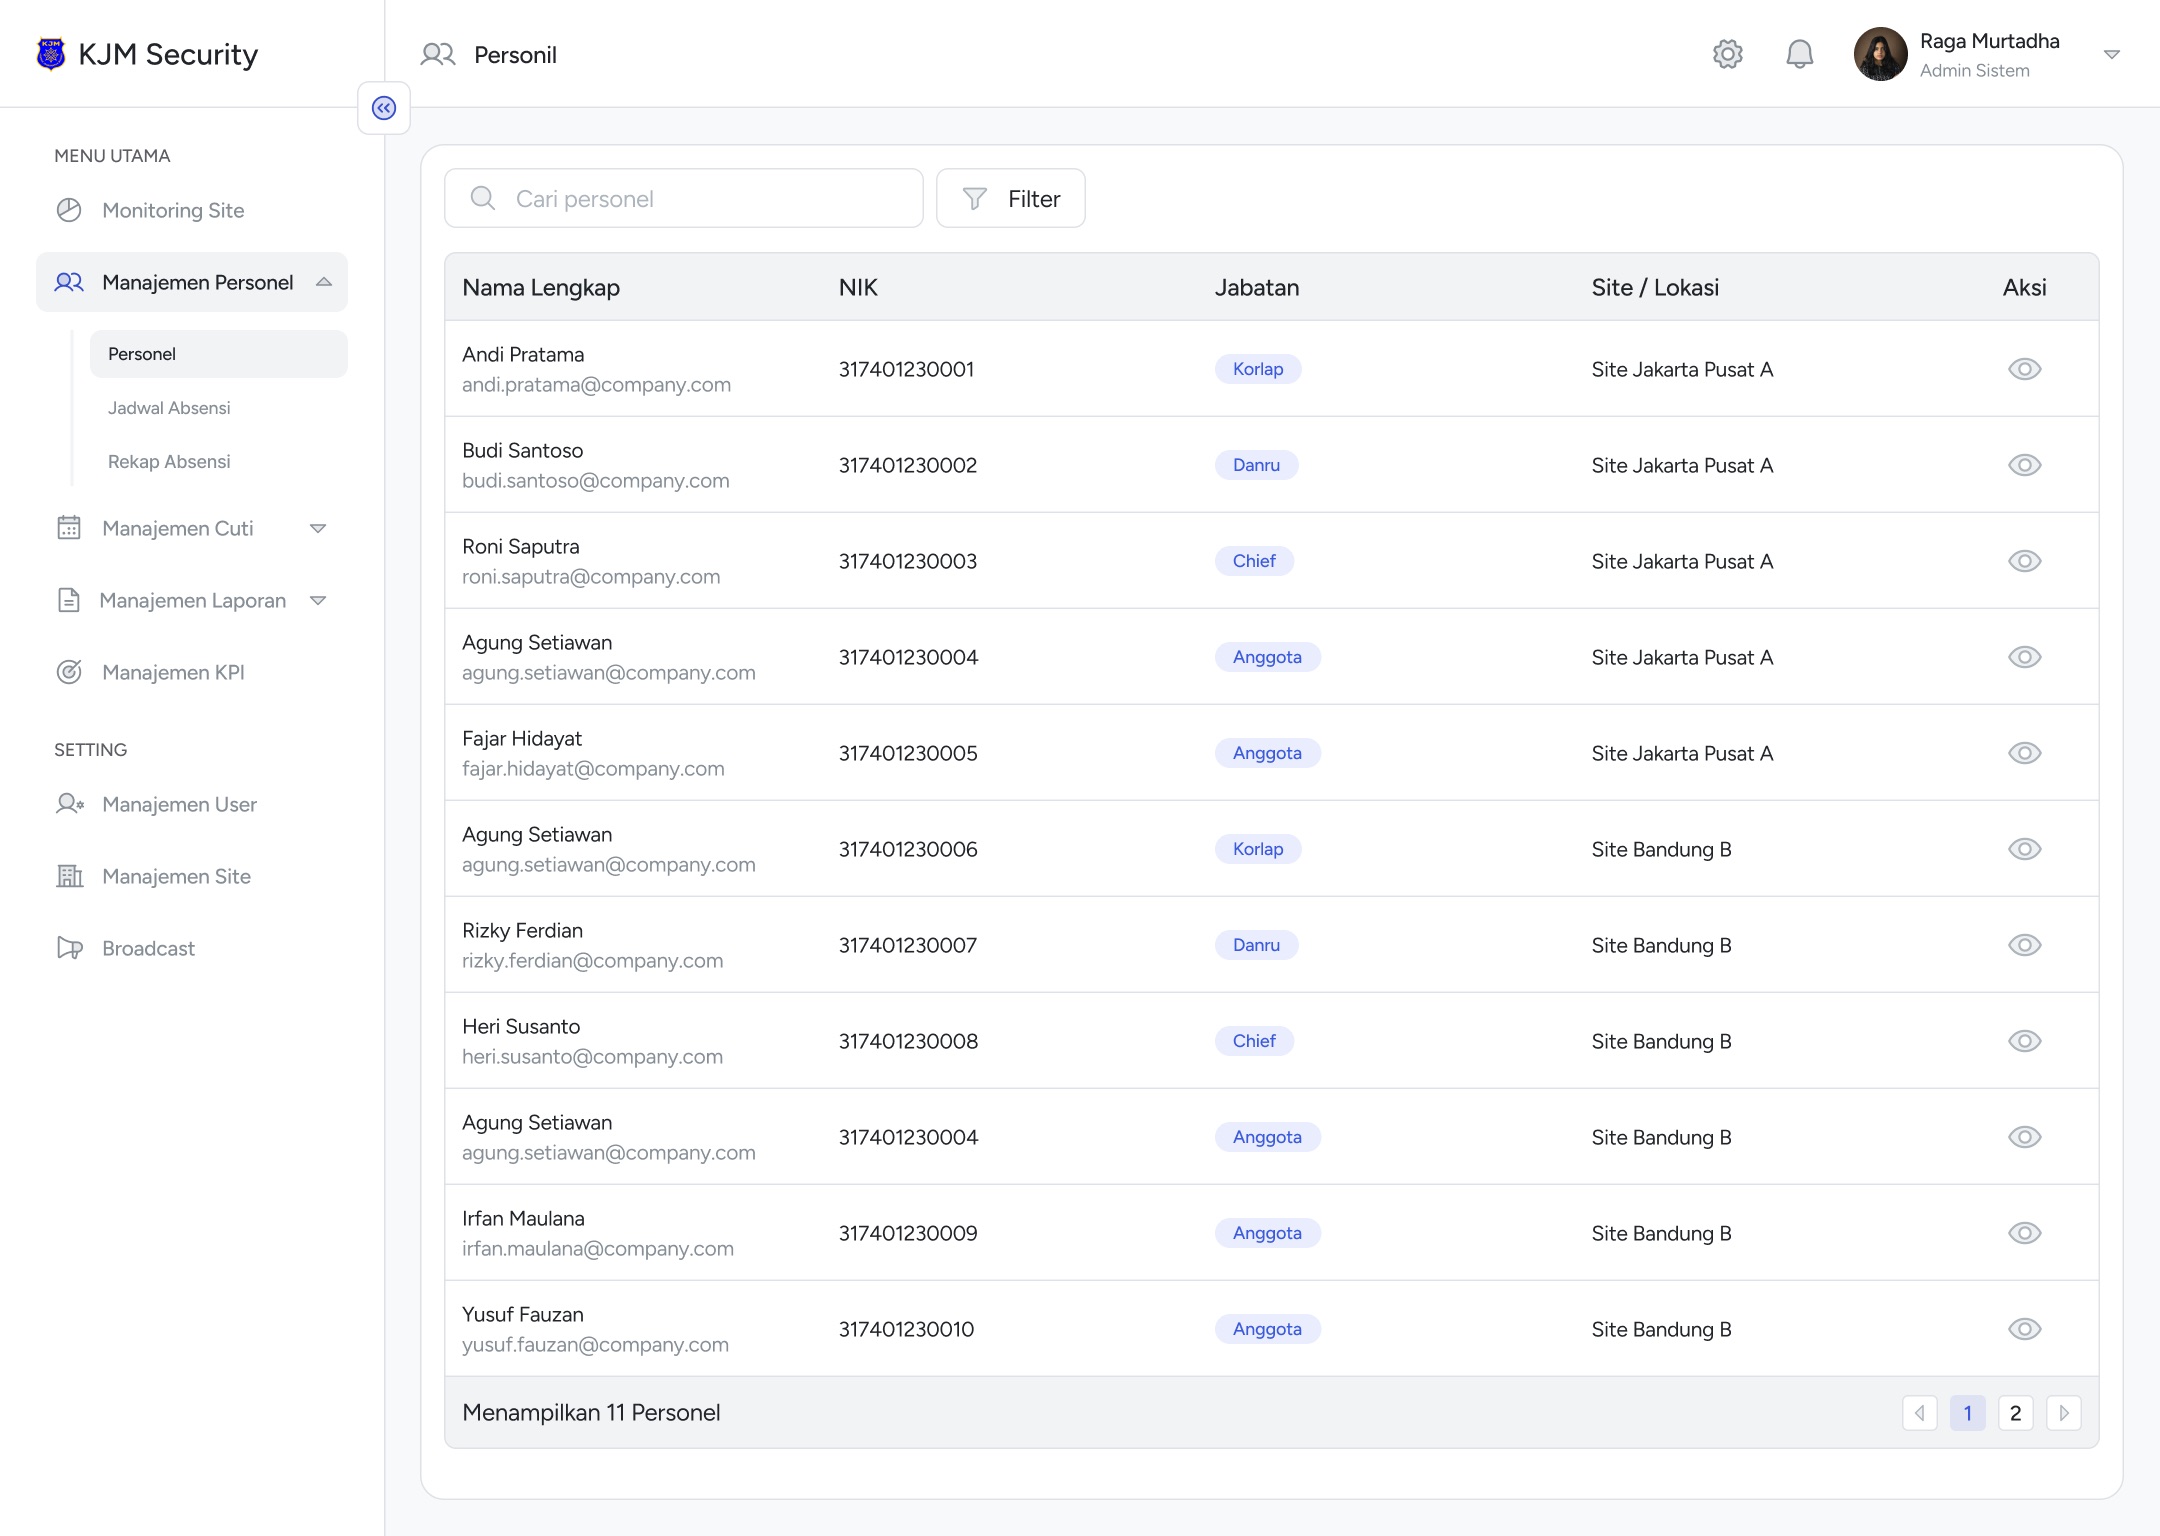 KJM
KJM Security
Personil
Raga Murtadha
Admin Sistem
MENU UTAMA
Monitoring Site
Manajemen Personel
Personel
Jadwal Absensi
Rekap Absensi
Manajemen Cuti
Manajemen Laporan
Manajemen KPI
SETTING
Manajemen User
Manajemen Site
Broadcast
Cari personel
Filter
Nama Lengkap NIK Jabatan Site / Lokasi Aksi
Andi Pratama
andi.pratama@company.com
317401230001 Korlap Site Jakarta Pusat A
Budi Santoso
budi.santoso@company.com
317401230002 Danru Site Jakarta Pusat A
Roni Saputra
roni.saputra@company.com
317401230003 Chief Site Jakarta Pusat A
Agung Setiawan
agung.setiawan@company.com
317401230004 Anggota Site Jakarta Pusat A
Fajar Hidayat
fajar.hidayat@company.com
317401230005 Anggota Site Jakarta Pusat A
Agung Setiawan
agung.setiawan@company.com
317401230006 Korlap Site Bandung B
Rizky Ferdian
rizky.ferdian@company.com
317401230007 Danru Site Bandung B
Heri Susanto
heri.susanto@company.com
317401230008 Chief Site Bandung B
Agung Setiawan
agung.setiawan@company.com
317401230004 Anggota Site Bandung B
Irfan Maulana
irfan.maulana@company.com
317401230009 Anggota Site Bandung B
Yusuf Fauzan
yusuf.fauzan@company.com
317401230010 Anggota Site Bandung B
Menampilkan 11 Personel
1 2